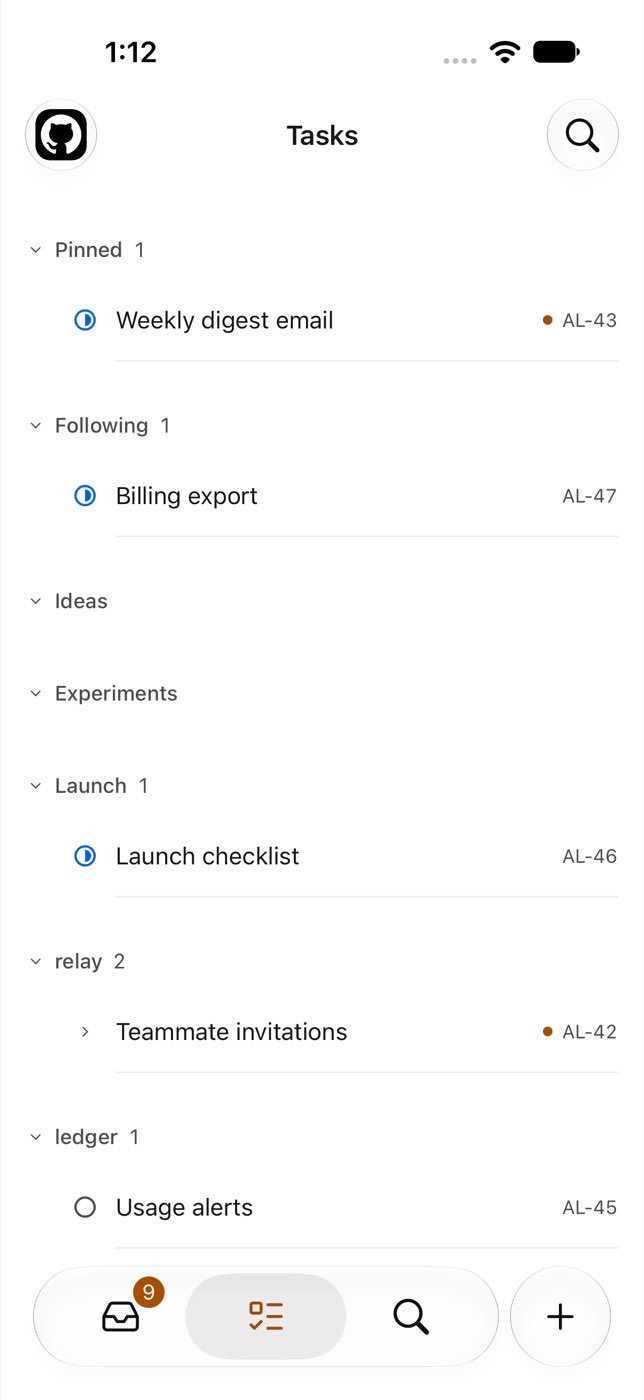 1:12
Tasks
Pinned 1
Weekly digest email AL-43
Following 1
Billing export AL-47
Ideas
Experiments
Launch 1
Launch checklist AL-46
relay 2
Teammate invitations AL-42
ledger 1
Usage alerts AL-45
9